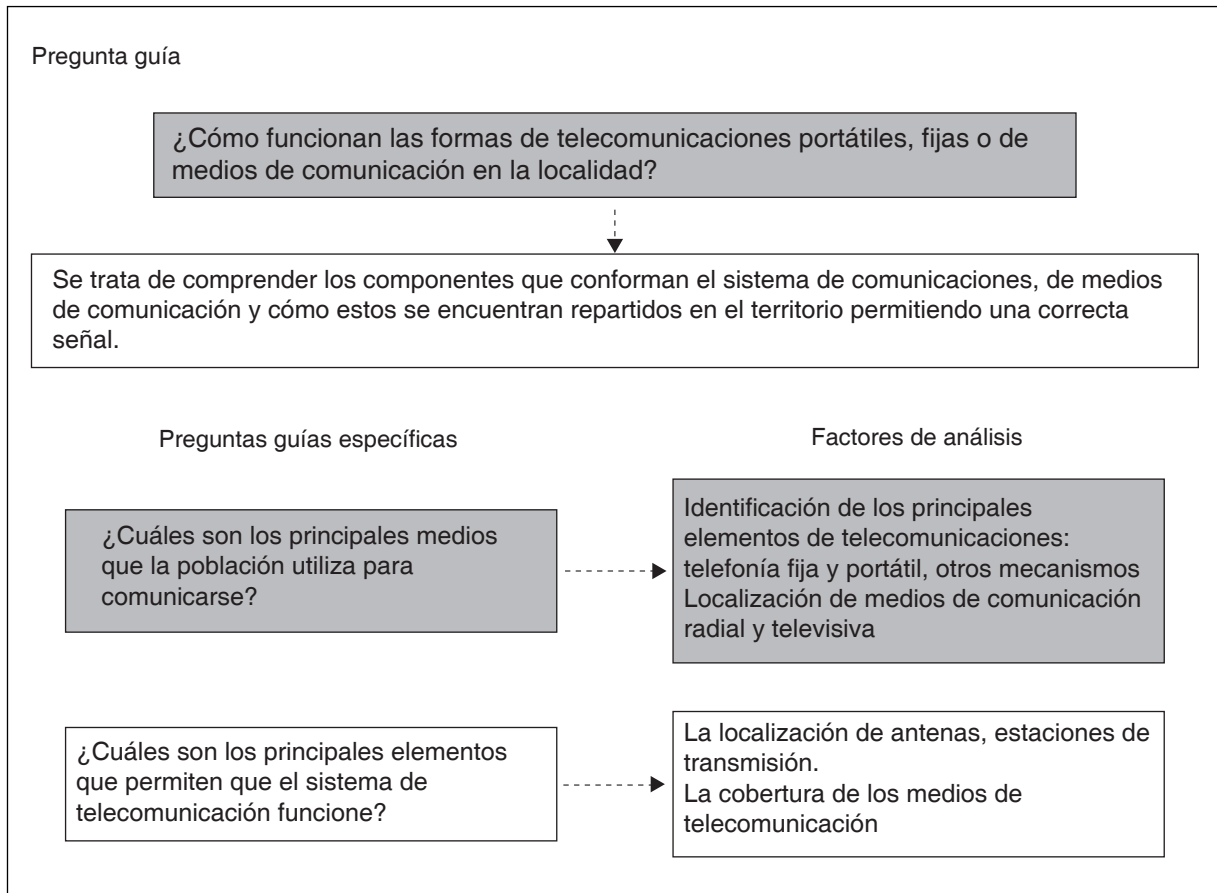 Pregunta guía
¿Cómo funcionan las formas de telecomunicaciones portátiles, fijas o de
medios de comunicación en la localidad?
Se trata de comprender los componentes que conforman el sistema de comunicaciones, de medios
de comunicación y cómo estos se encuentran repartidos en el territorio permitiendo una correcta
señal.
Preguntas guías específicas
Factores de análisis
¿Cuáles son los principales medios
que la población utiliza para
comunicarse?
Identificación de los principales
elementos de telecomunicaciones:
telefonía fija y portátil, otros mecanismos
Localización de medios de comunicación
radial y televisiva
¿Cuáles son los principales elementos
que permiten que el sistema de
telecomunicación funcione?
La localización de antenas, estaciones de
transmisión.
La cobertura de los medios de
telecomunicación